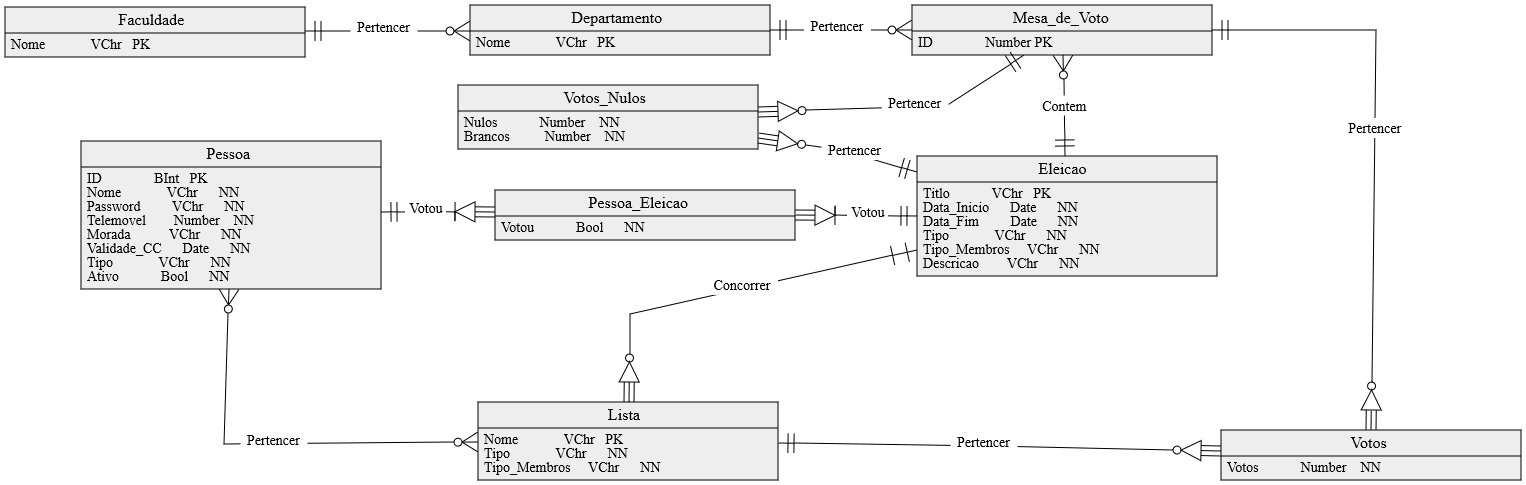 Faculdade
Nome VChr PK
Pertencer
Departamento
Nome VChr PK
Pertencer
Mesa_de_Voto
ID Number PK
Votos_Nulos
Nulos Number NN
Brancos Number NN
Pertencer
Contem
Pertencer
Pertencer
Pessoa
ID BInt PK
Nome VChr NN
Password VChr NN
Telemovel Number NN
Morada VChr NN
Validade_CC Date NN
Tipo VChr NN
Ativo Bool NN
Votou
Pessoa_Eleicao
Votou Bool NN
Votou
Eleicao
Titlo VChr PK
Data_Inicio Date NN
Data_Fim Date NN
Tipo VChr NN
Tipo_Membros VChr NN
Descricao VChr NN
Concorrer
Pertencer
Lista
Nome VChr PK
Tipo VChr NN
Tipo_Membros VChr NN
Pertencer
Votos
Votos Number NN